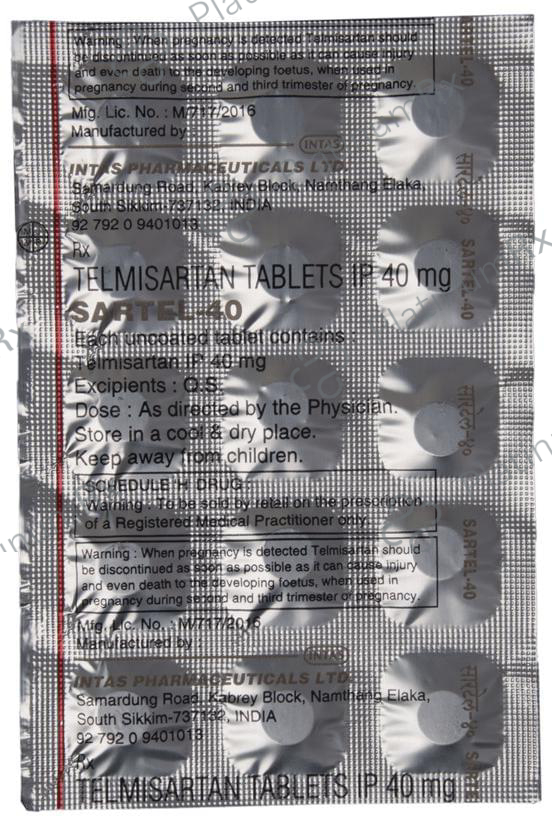 Warning : When pregnancy is detected Telmisartan should
be discontinued as soon as possible as it can cause injury
and even death to the developing foetus, when used in
pregnancy during second and third trimester of pregnancy.
Mfg. Lic. No. : M/717/2016
Manufactured by :
INTAS
INTAS PHARMACEUTICALS LTD.
Samardung Road, Kabrey Block, Namthang Elaka,
South Sikkim-737132, INDIA
92 792 0 9401013
Rx
TELMISARTAN TABLETS IP 40 mg
SARTEL-40
Each uncoated tablet contains :
Telmisartan IP 40 mg
Excipients : Q.S.
Dose : As directed by the Physician.
Store in a cool & dry place.
Keep away from children.
SCHEDULE 'H' DRUG
Warning : To be sold by retail on the prescription
of a Registered Medical Practitioner only.
Warning : When pregnancy is detected Telmisartan should
be discontinued as soon as possible as it can cause injury
and even death to the developing foetus, when used in
pregnancy during second and third trimester of pregnancy.
Mfg. Lic. No. : M/717/2016
Manufactured by :
INTAS
INTAS PHARMACEUTICALS LTD.
Samardung Road, Kabrey Block, Namthang Elaka,
South Sikkim-737132, INDIA
92 792 0 9401013
Rx
TELMISARTAN TABLETS IP 40 mg
SARTEL-40
सारटेल-४०
SARTEL-40
सारटेल-४०
SARTEL-40
सारटेल-४०